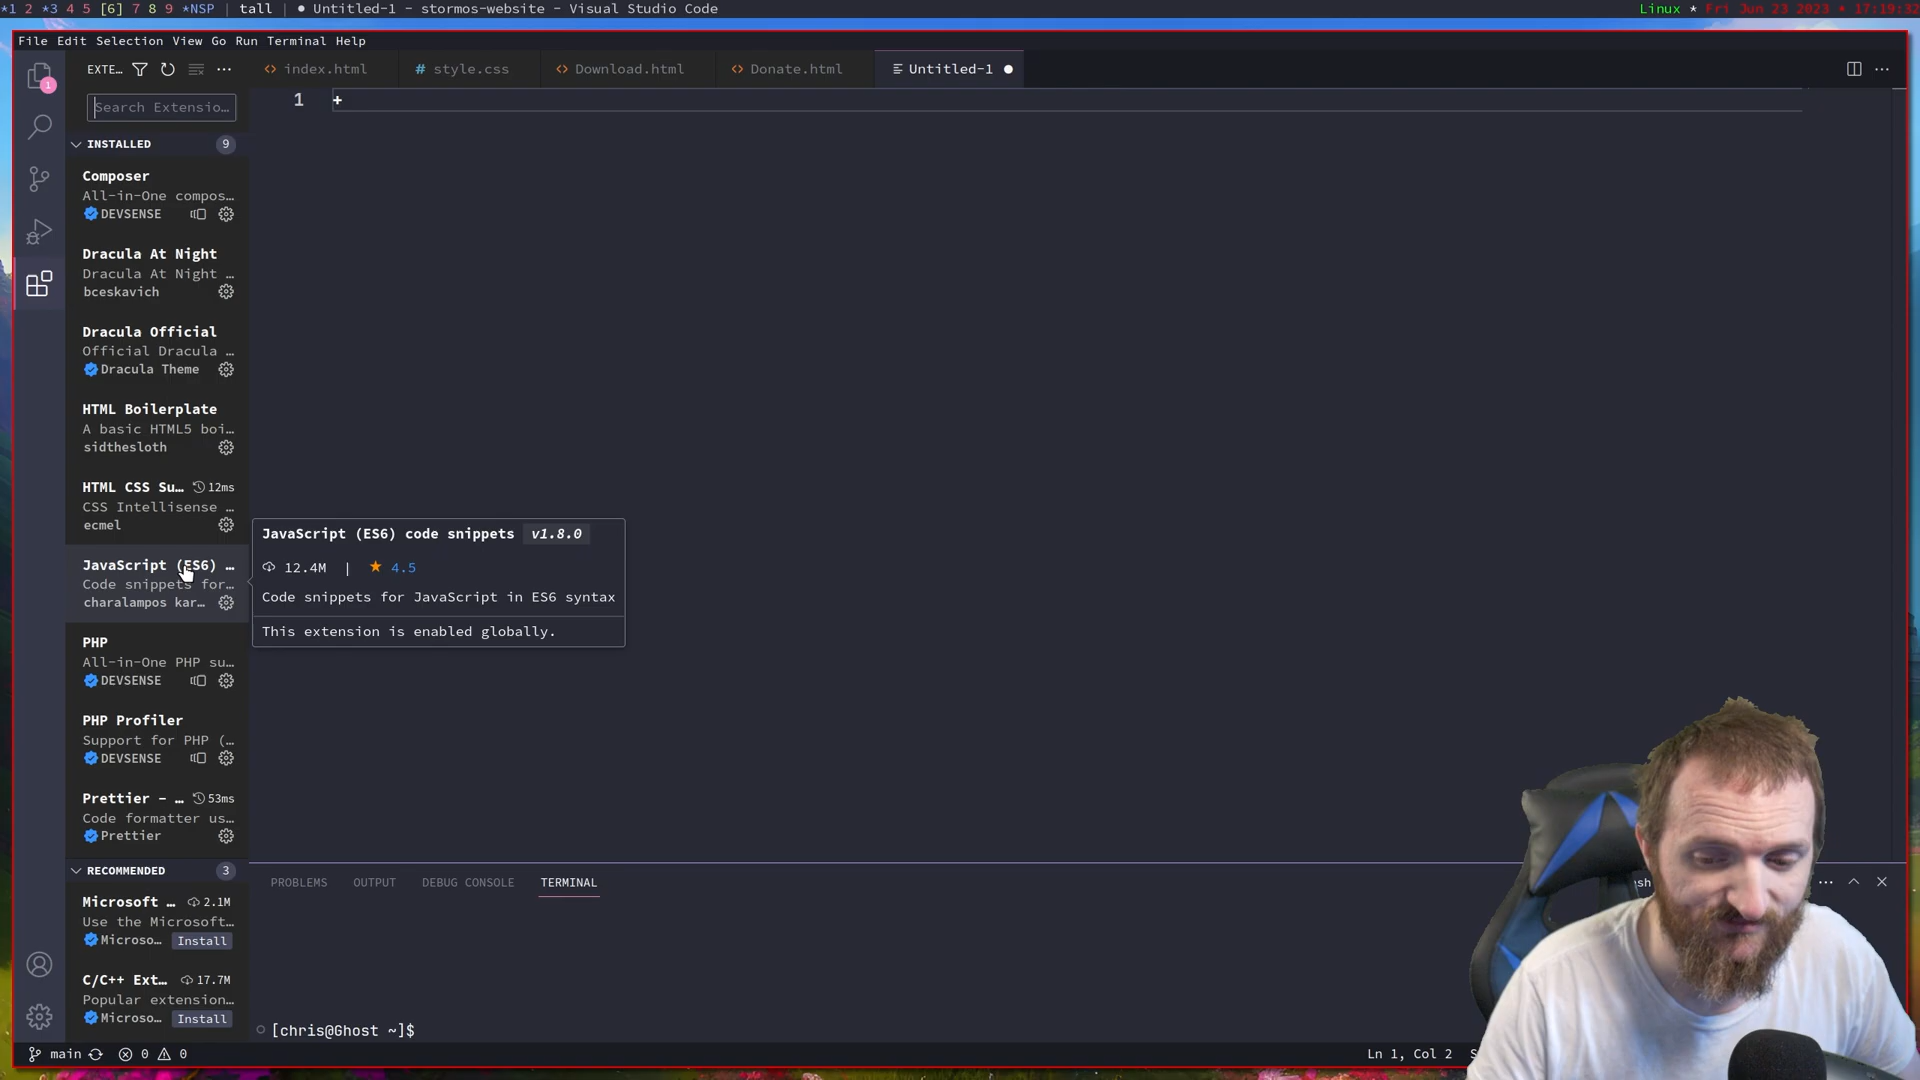 *1 2 *3 4 5 [6] 7 8 9 *NSP | tall | ● Untitled-1 - stormos-website - Visual Studio Code
Linux * Fri Jun 23 2023 * 17:19:32
File Edit Selection View Go Run Terminal Help
EXTE… ···
1
index.html
# style.css
Download.html
Donate.html
Untitled-1 ●
Search Extensio…
1 +
INSTALLED 9
Composer
All-in-One compos…
DEVSENSE
Dracula At Night
Dracula At Night …
bceskavich
Dracula Official
Official Dracula …
Dracula Theme
HTML Boilerplate
A basic HTML5 boi…
sidthesloth
HTML CSS Su… 12ms
CSS Intellisense …
ecmel
JavaScript (ES6) …
Code snippets for…
charalampos kar…
JavaScript (ES6) code snippets v1.8.0
12.4M | ★ 4.5
Code snippets for JavaScript in ES6 syntax
This extension is enabled globally.
PHP
All-in-One PHP su…
DEVSENSE
PHP Profiler
Support for PHP (…
DEVSENSE
Prettier - … 53ms
Code formatter us…
Prettier
RECOMMENDED 3
Microsoft … 2.1M
Use the Microsoft…
Microso… Install
C/C++ Ext… 17.7M
Popular extension…
Microso… Install
PROBLEMS OUTPUT DEBUG CONSOLE TERMINAL
[chris@Ghost ~]$
main 0 0
Ln 1, Col 2